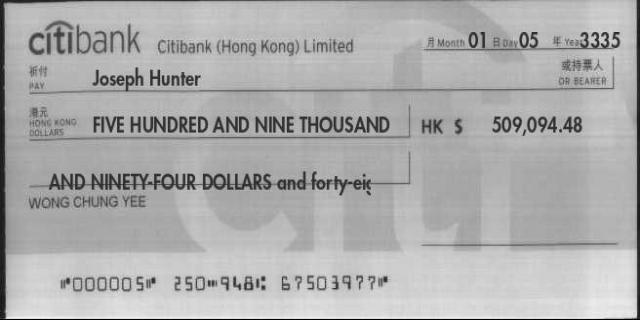 citibank Citibank (Hong Kong) Limited 月 Month 01 日 Day 05 年 Year 3335
祈付 或持票人
PAY Joseph Hunter OR BEARER
港元
HONG KONG
DOLLARS FIVE HUNDRED AND NINE THOUSAND HK $ 509,094.48
AND NINETY-FOUR DOLLARS and forty-eig
WONG CHUNG YEE
⑈000005⑈ 250⑉948⑆ 67503977⑈